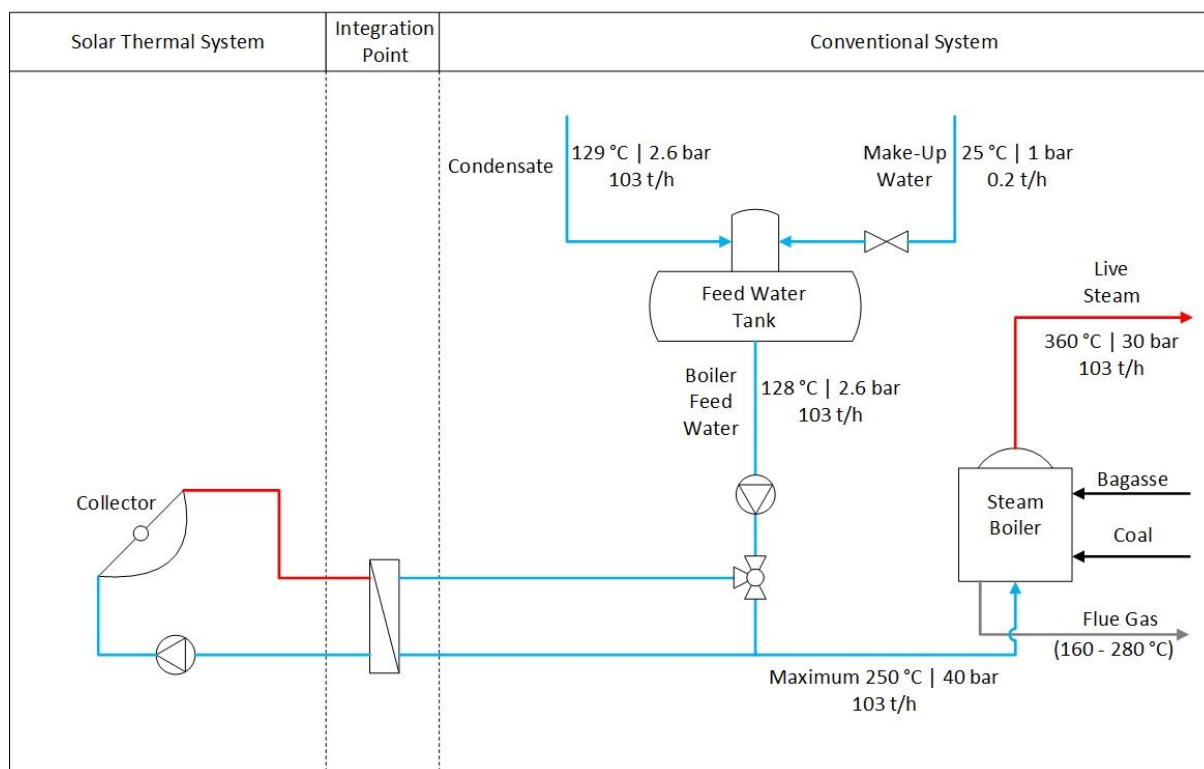 Solar Thermal System
Integration
Point
Conventional System
Condensate
129 °C | 2.6 bar
103 t/h
Make-Up
Water
25 °C | 1 bar
0.2 t/h
Feed Water
Tank
Live
Steam
360 °C | 30 bar
103 t/h
Boiler
Feed
Water
128 °C | 2.6 bar
103 t/h
Collector
Steam
Boiler
Bagasse
Coal
Flue Gas
(160 - 280 °C)
Maximum 250 °C | 40 bar
103 t/h